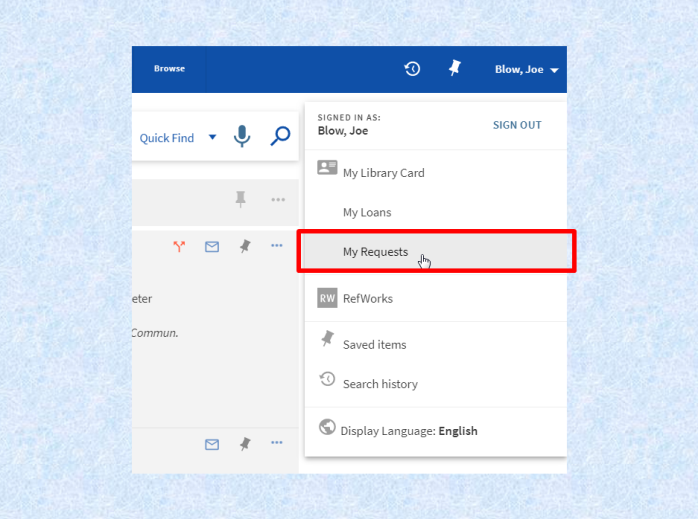 Browse
Blow, Joe
Quick Find
SIGNED IN AS:
Blow, Joe
SIGN OUT
My Library Card
My Loans
My Requests
eter
RW RefWorks
Commun.
Saved items
Search history
Display Language: English